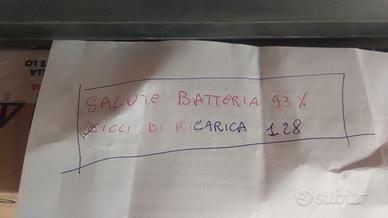 SALUTE BATTERIA 93%
CICLI DI RICARICA 128
subito